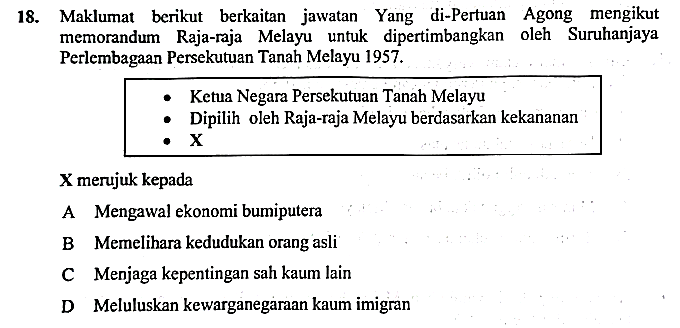 18. Maklumat berikut berkaitan jawatan Yang di-Pertuan Agong mengikut
memorandum Raja-raja Melayu untuk dipertimbangkan oleh Suruhanjaya
Perlembagaan Persekutuan Tanah Melayu 1957.
• Ketua Negara Persekutuan Tanah Melayu
• Dipilih oleh Raja-raja Melayu berdasarkan kekananan
• X
X merujuk kepada
A Mengawal ekonomi bumiputera
B Memelihara kedudukan orang asli
C Menjaga kepentingan sah kaum lain
D Meluluskan kewarganegaraan kaum imigran